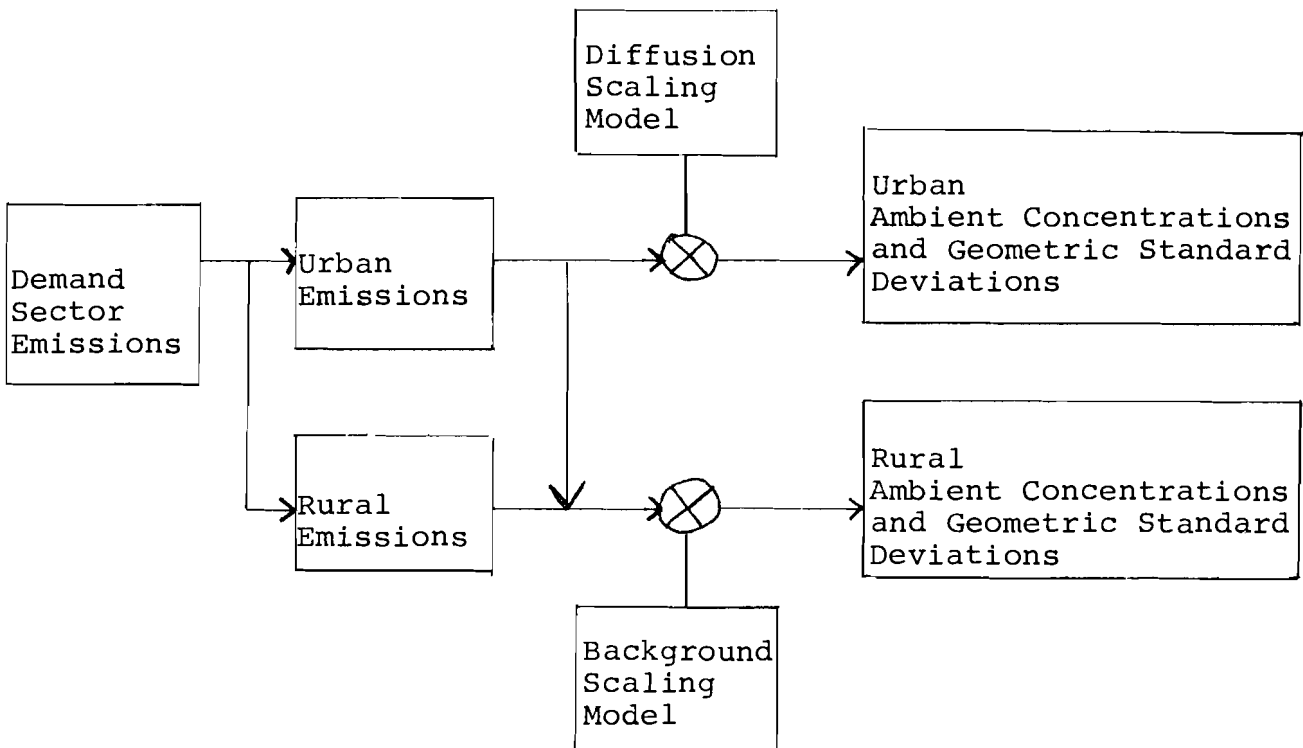 Diffusion
Scaling
Model
Demand
Sector
Emissions
Urban
Emissions
Urban
Ambient Concentrations
and Geometric Standard
Deviations
Rural
Emissions
Rural
Ambient Concentrations
and Geometric Standard
Deviations
Background
Scaling
Model